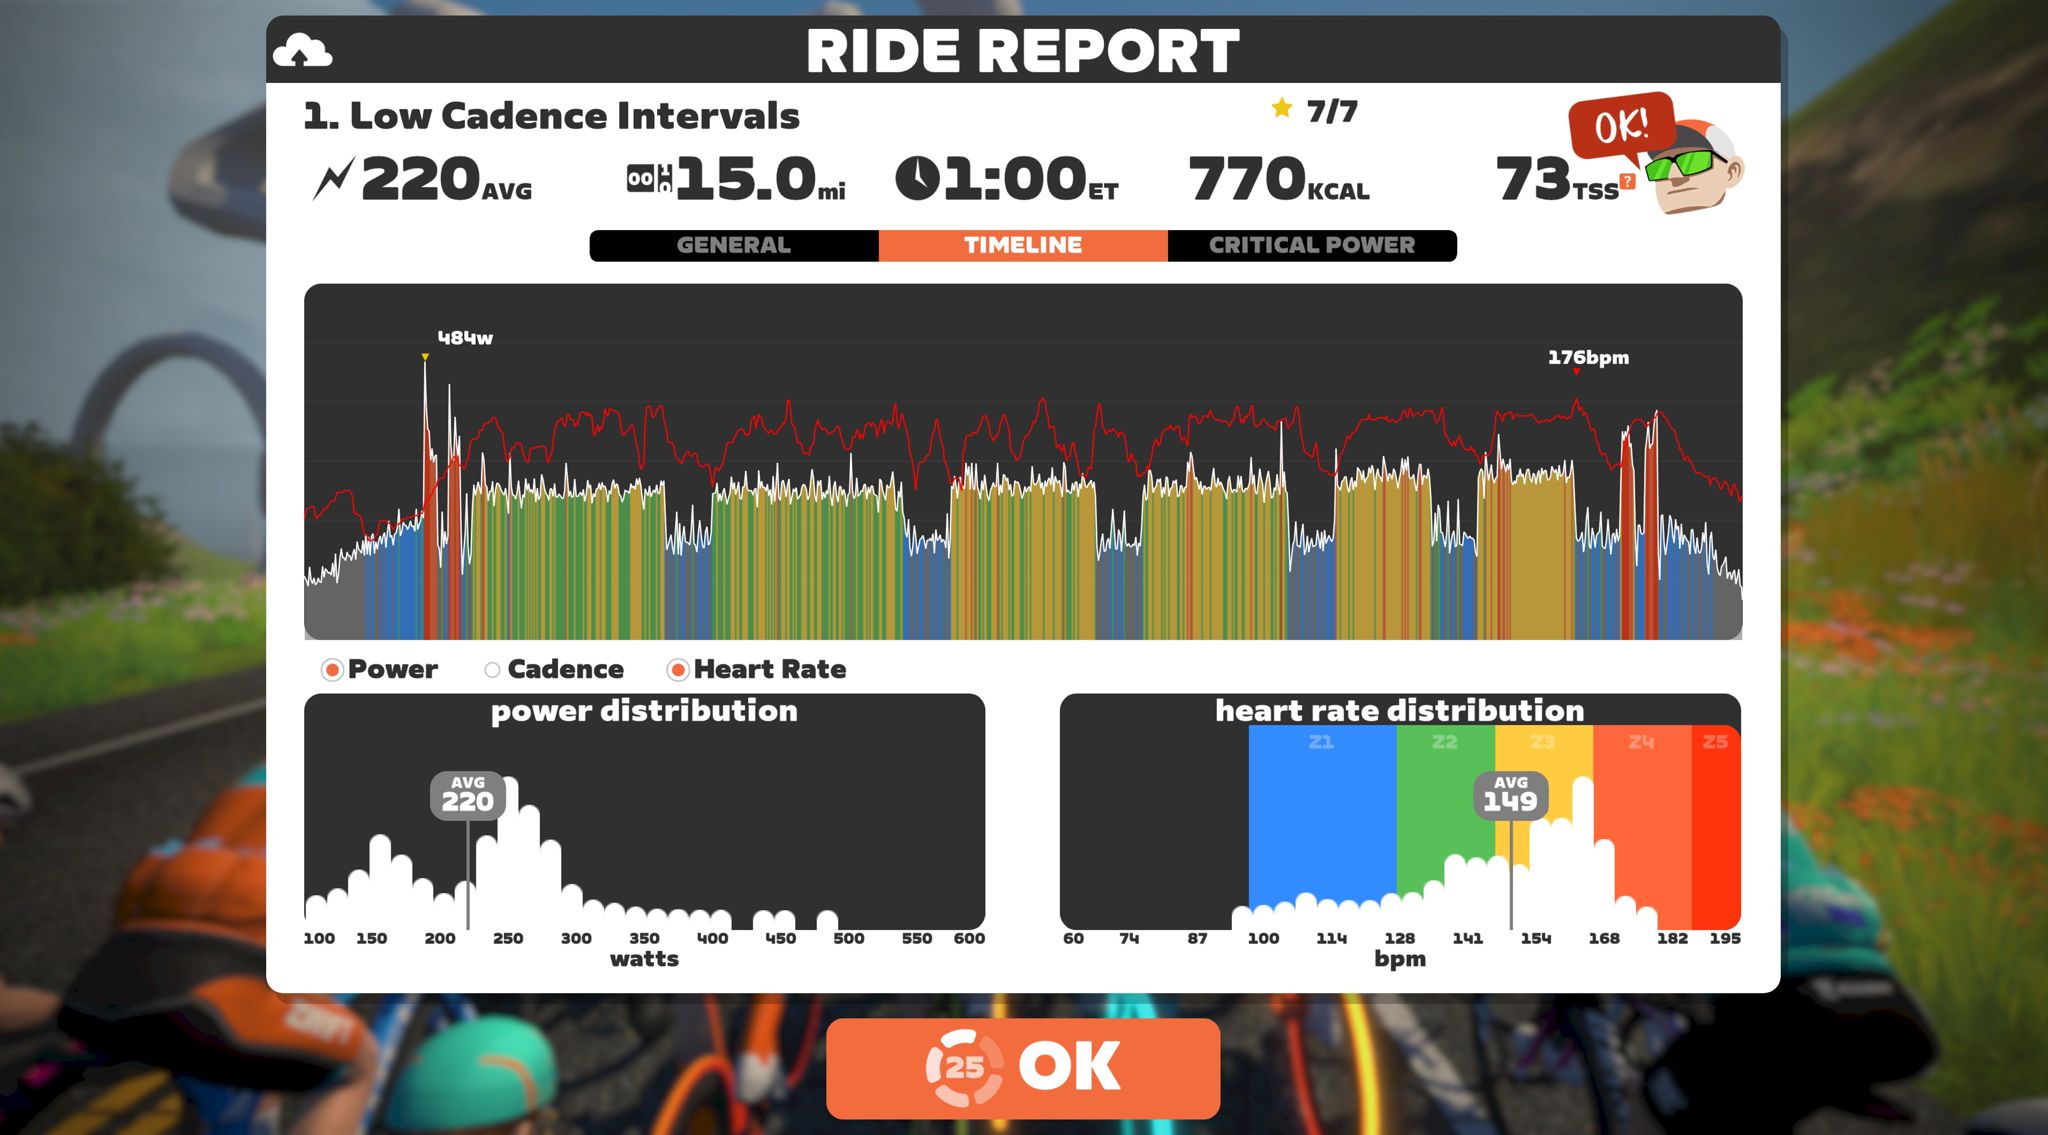 RIDE REPORT
1. Low Cadence Intervals
7/7
OK!
220AVG
15.0mi
1:00ET
770KCAL
73TSS?
GENERAL
TIMELINE
CRITICAL POWER
484w
176bpm
Power
Cadence
Heart Rate
power distribution
AVG
220
100 150 200 250 300 350 400 450 500 550 600
watts
heart rate distribution
Z1 Z2 Z3 Z4 Z5
AVG
149
60 74 87 100 114 128 141 154 168 182 195
bpm
25 OK